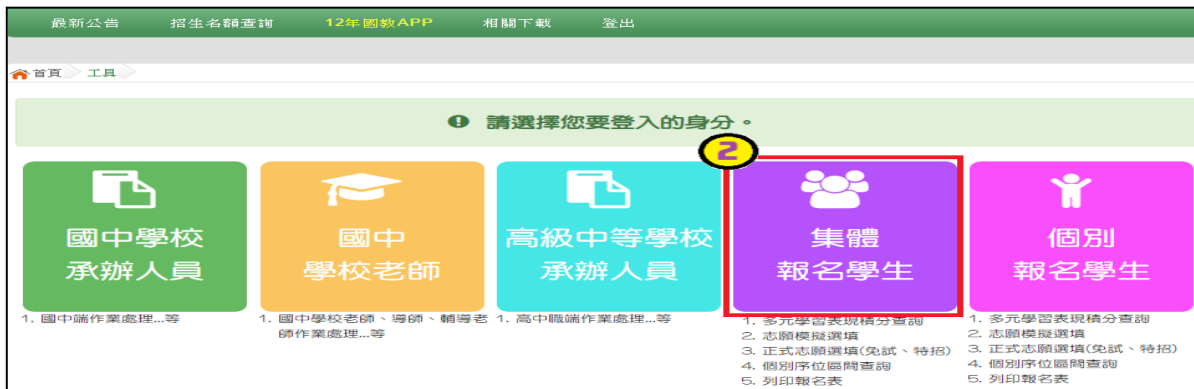 最新公告 招生名額查詢 12年國教APP 相關下載 登出
首頁 工具
請選擇您要登入的身分。
2
國中學校
承辦人員
1. 國中端作業處理...等
國中
學校老師
1. 國中學校老師、導師、輔導老
師作業處理...等
高級中等學校
承辦人員
1. 高中職端作業處理...等
集體
報名學生
1. 多元學習表現積分查詢
2. 志願模擬選填
3. 正式志願選填(免試、特招)
4. 個別序位區間查詢
5. 列印報名表
個別
報名學生
1. 多元學習表現積分查詢
2. 志願模擬選填
3. 正式志願選填(免試、特招)
4. 個別序位區間查詢
5. 列印報名表